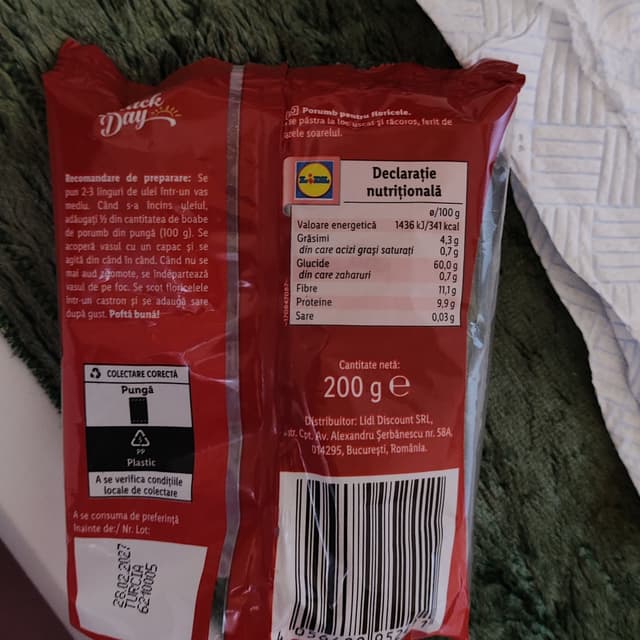 Day
Recomandare de preparare: Se
pun 2-3 linguri de ulei într-un vas
mediu. Când s-a încins uleiul,
adăugați ½ din cantitatea de boabe
de porumb din pungă (100 g). Se
acoperă vasul cu un capac și se
agită din când în când. Când nu se
mai aud zgomote, se îndepărtează
vasul de pe foc. Se scot floricelele
într-un castron și se adaugă sare
după gust. Poftă bună!
COLECTARE CORECTĂ
Pungă
5
PP
Plastic
A se verifica condițiile
locale de colectare
A se consuma de preferință
înainte de:/ Nr. Lot:
28.02.2027
TURCIA
6210005
Porumb pentru floricele.
se păstra la loc uscat și răcoros, ferit de
soarelui.
LIDL
Declarație
nutrițională
ø/100 g
Valoare energetică 1436 kJ/341 kcal
Grăsimi 4,3 g
din care acizi grași saturați 0,7 g
Glucide 60,0 g
din care zaharuri 0,7 g
Fibre 11,1 g
Proteine 9,9 g
Sare 0,03 g
Cantitate netă:
200 g e
Distribuitor: Lidl Discount SRL,
str. Cpt. Av. Alexandru Șerbănescu nr. 58A,
014295, București, România.